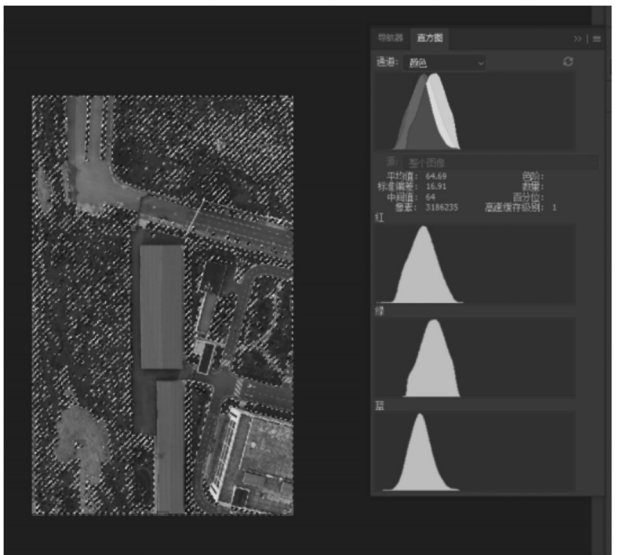 导航器 直方图
通道: 颜色
源: 整个图像
平均值: 64.69 色阶:
标准偏差: 16.91 数量:
中间值: 64 百分位:
像素: 3186235 高速缓存级别: 1
红
绿
蓝